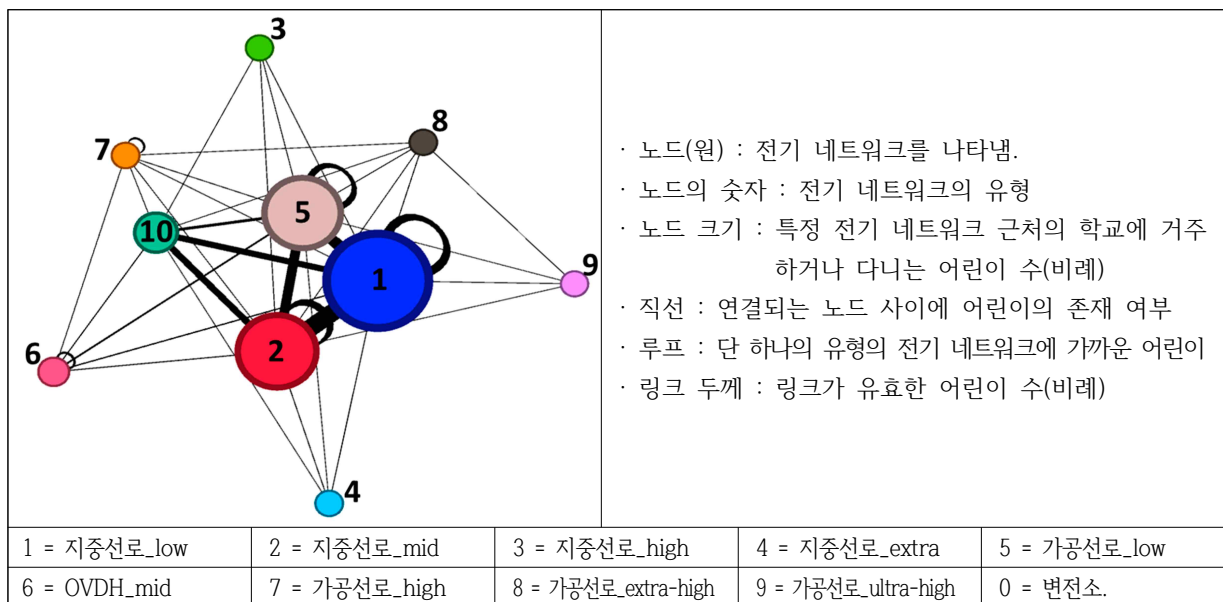 3
8
7
5
10
1
9
2
6
4
· 노드(원) : 전기 네트워크를 나타냄.
· 노드의 숫자 : 전기 네트워크의 유형
· 노드 크기 : 특정 전기 네트워크 근처의 학교에 거주
하거나 다니는 어린이 수(비례)
· 직선 : 연결되는 노드 사이에 어린이의 존재 여부
· 루프 : 단 하나의 유형의 전기 네트워크에 가까운 어린이
· 링크 두께 : 링크가 유효한 어린이 수(비례)
1 = 지중선로_low 2 = 지중선로_mid 3 = 지중선로_high 4 = 지중선로_extra 5 = 가공선로_low
6 = OVDH_mid 7 = 가공선로_high 8 = 가공선로_extra-high 9 = 가공선로_ultra-high 0 = 변전소.